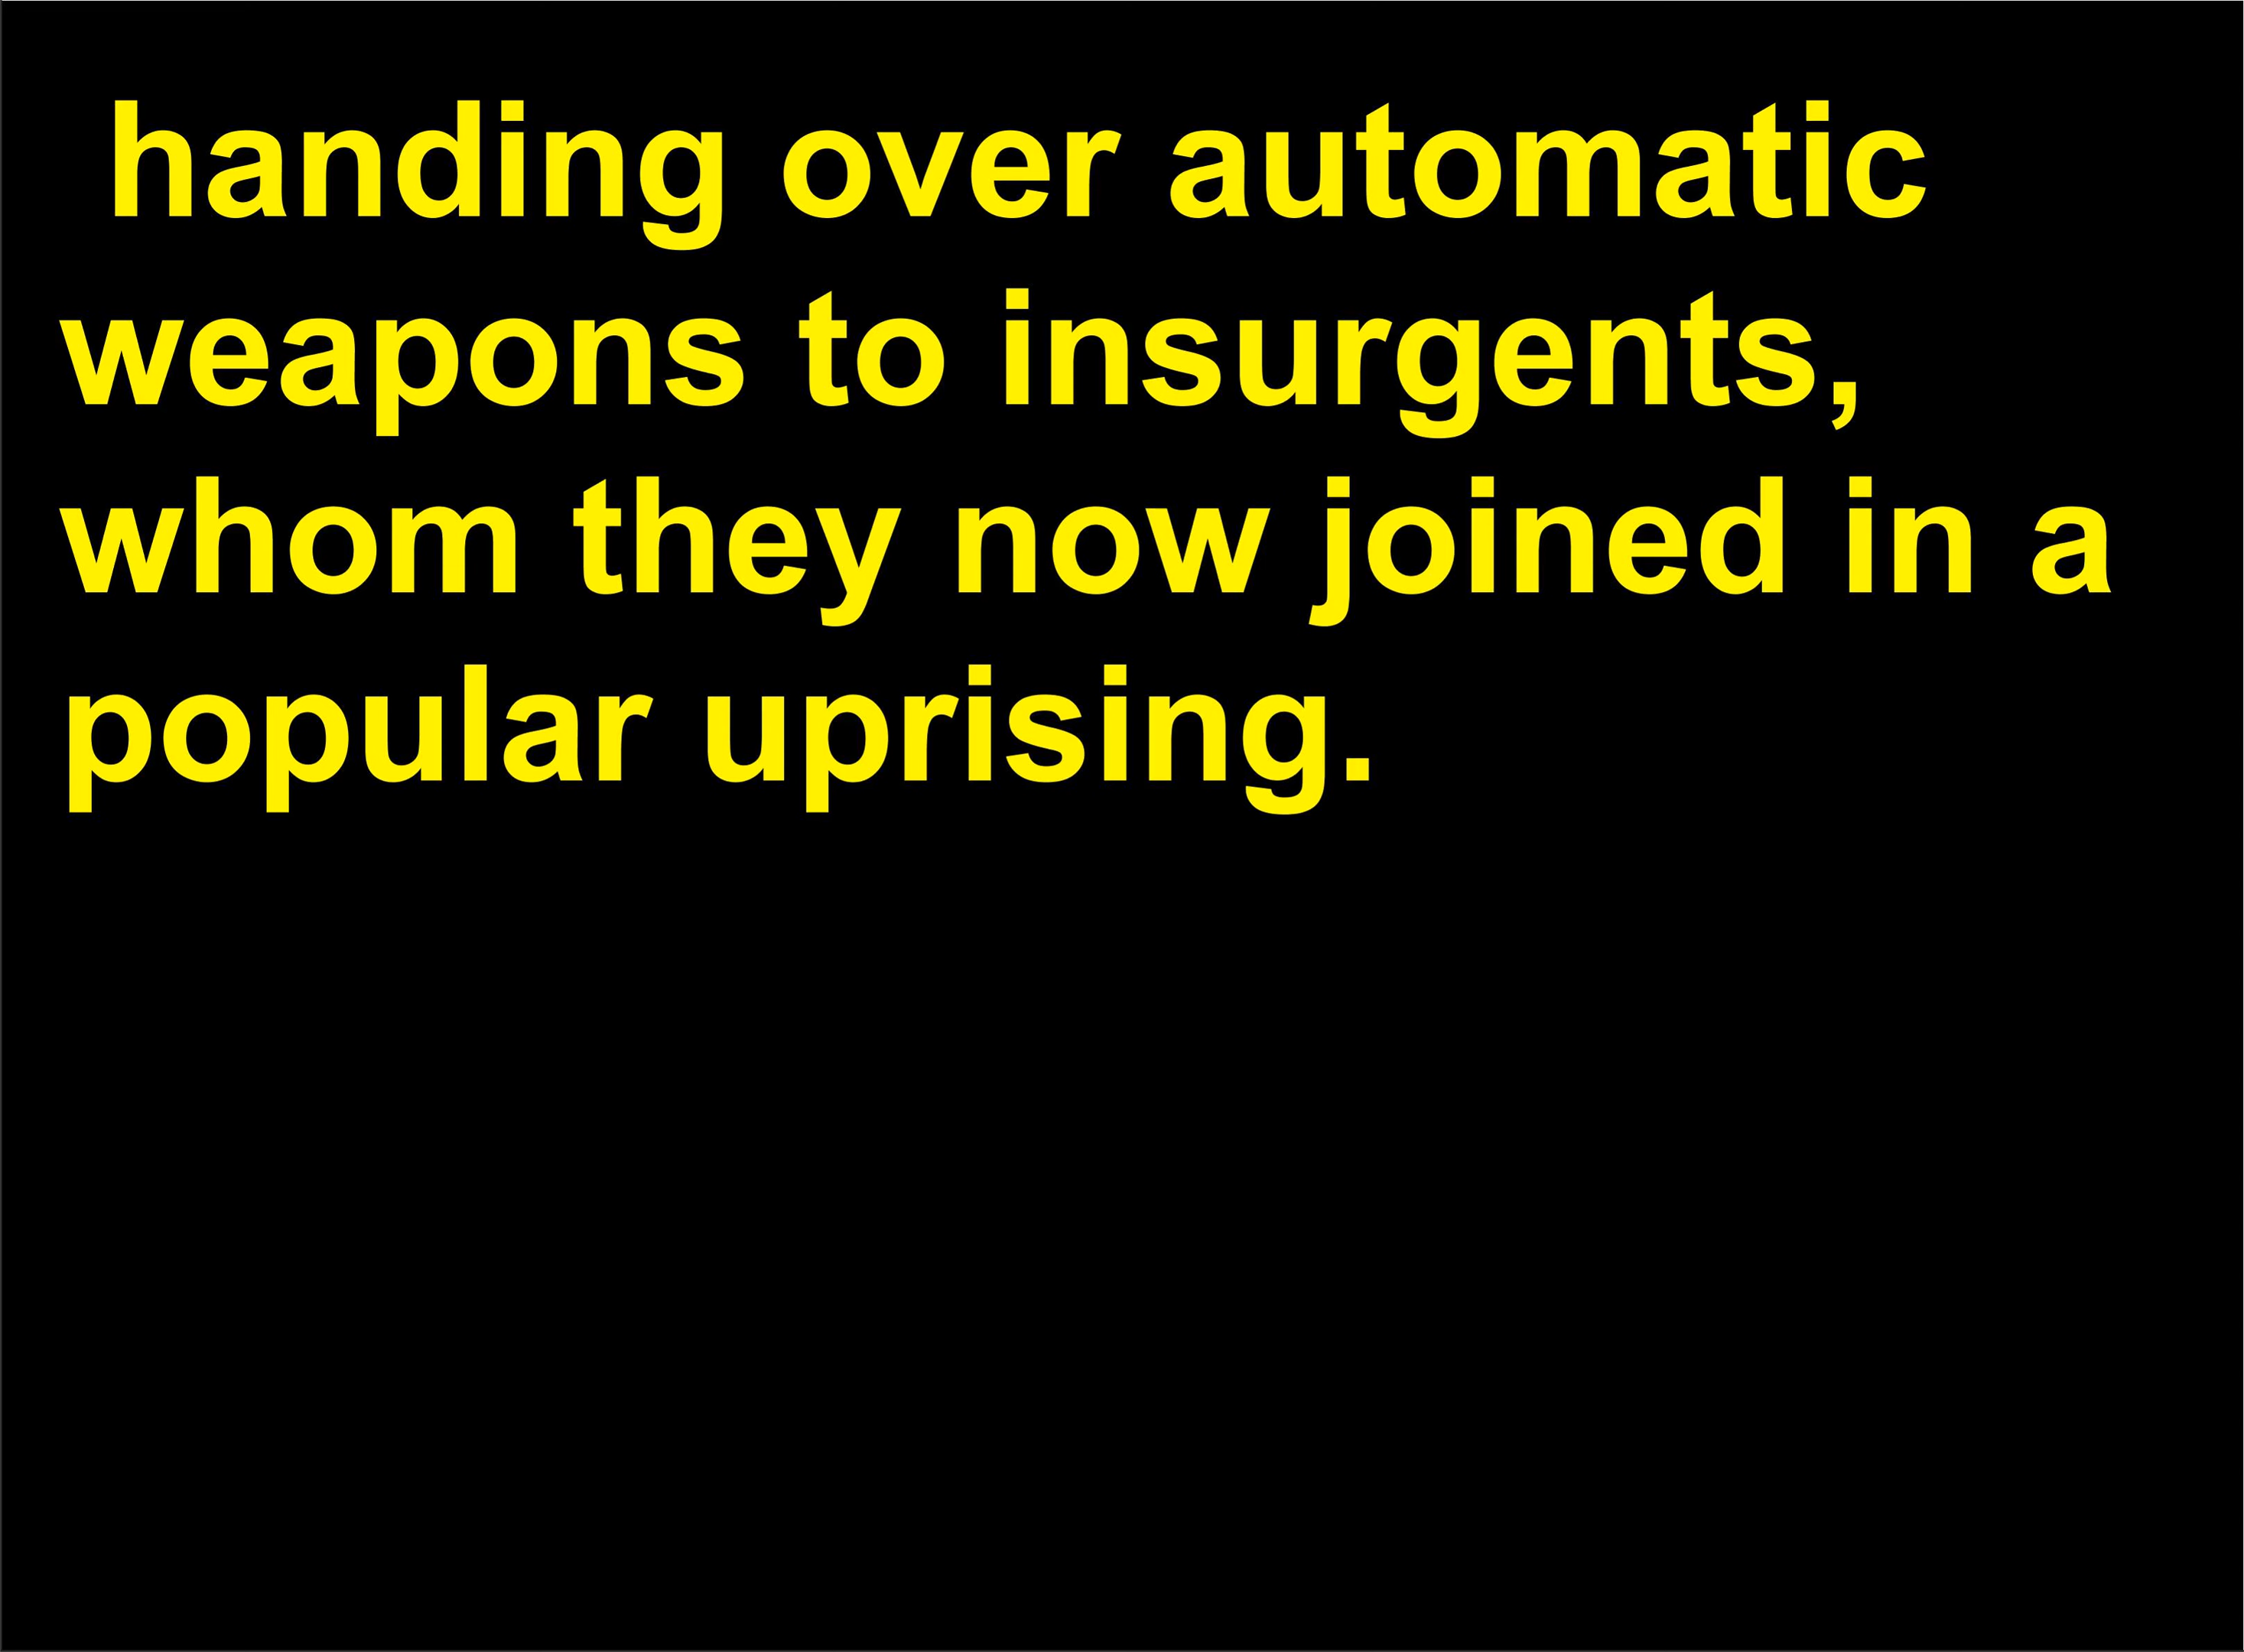 handing over automatic
weapons to insurgents,
whom they now joined in a
popular uprising.